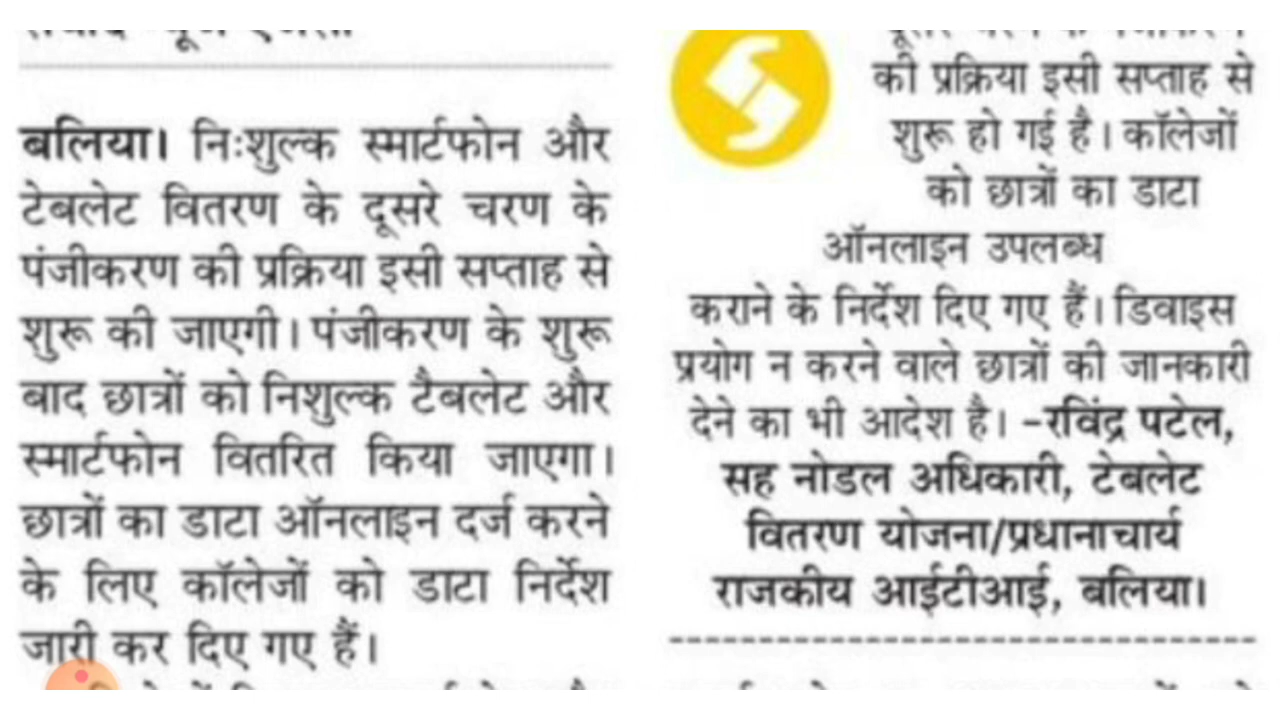 बलिया। निःशुल्क स्मार्टफोन और
टेबलेट वितरण के दूसरे चरण के
पंजीकरण की प्रक्रिया इसी सप्ताह से
शुरू की जाएगी। पंजीकरण के शुरू
बाद छात्रों को निशुल्क टैबलेट और
स्मार्टफोन वितरित किया जाएगा।
छात्रों का डाटा ऑनलाइन दर्ज करने
के लिए कॉलेजों को डाटा निर्देश
जारी कर दिए गए हैं।
की प्रक्रिया इसी सप्ताह से
शुरू हो गई है। कॉलेजों
को छात्रों का डाटा
ऑनलाइन उपलब्ध
कराने के निर्देश दिए गए हैं। डिवाइस
प्रयोग न करने वाले छात्रों की जानकारी
देने का भी आदेश है। -रविंद्र पटेल,
सह नोडल अधिकारी, टेबलेट
वितरण योजना/प्रधानाचार्य
राजकीय आईटीआई, बलिया।